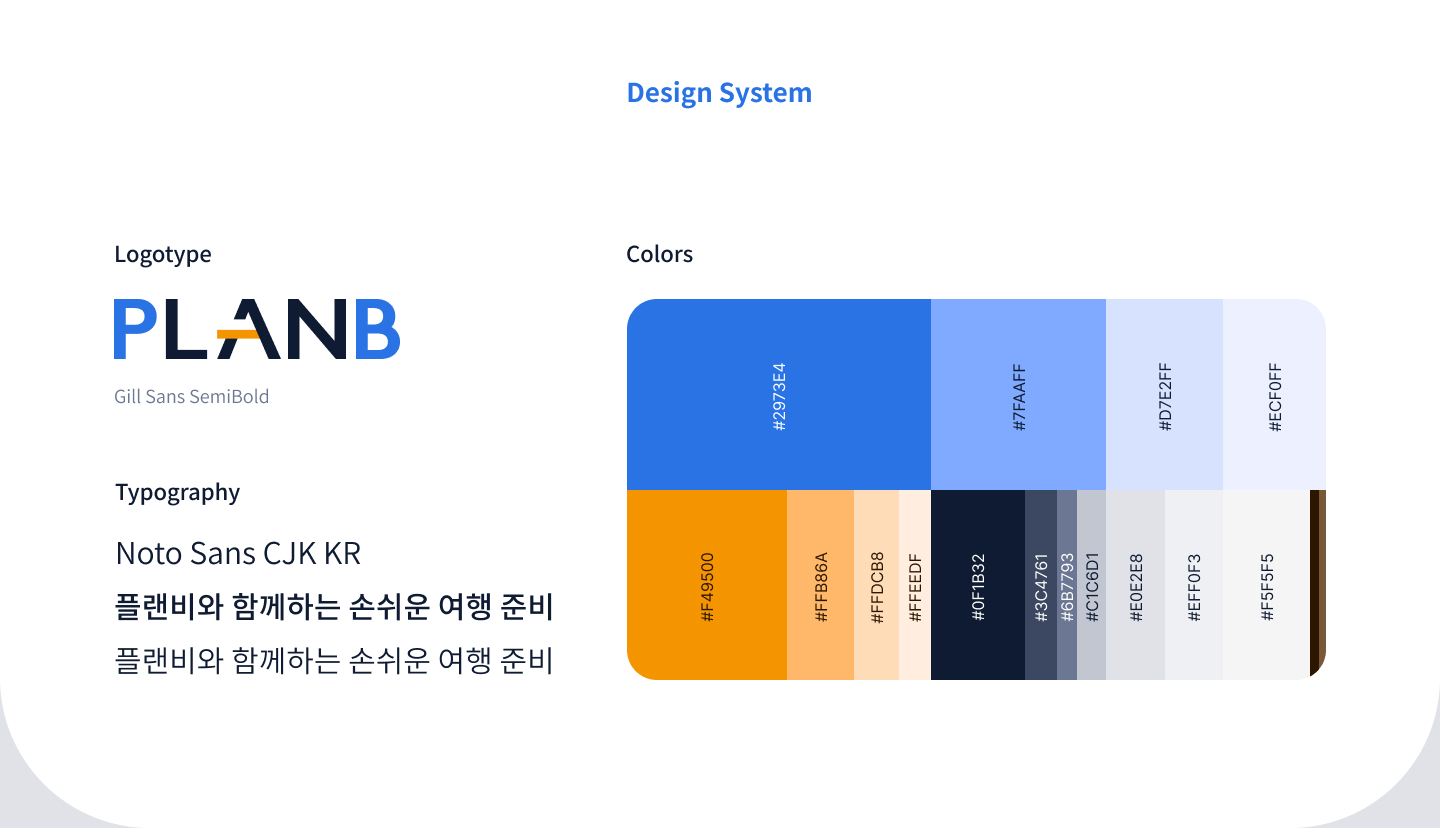 Design System
Logotype
PLANB
Gill Sans SemiBold
Typography
Noto Sans CJK KR
플랜비와 함께하는 손쉬운 여행 준비
플랜비와 함께하는 손쉬운 여행 준비
Colors
#2973E4
#7FAAFF
#D7E2FF
#ECF0FF
#F49500
#FFB86A
#FFDCB8
#FFEEDF
#0F1B32
#3C4761
#6B7793
#C1C6D1
#E0E2E8
#EFF0F3
#F5F5F5